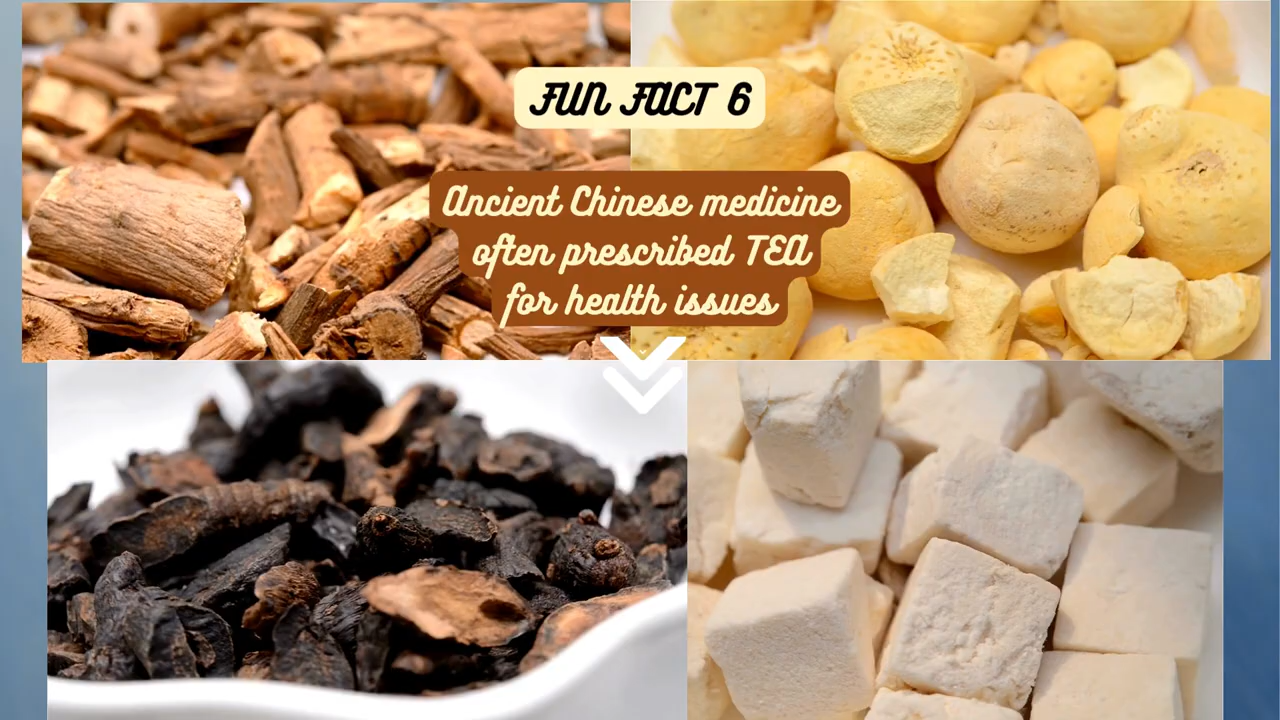 FUN FACT 6
Ancient Chinese medicine
often prescribed TEA
for health issues